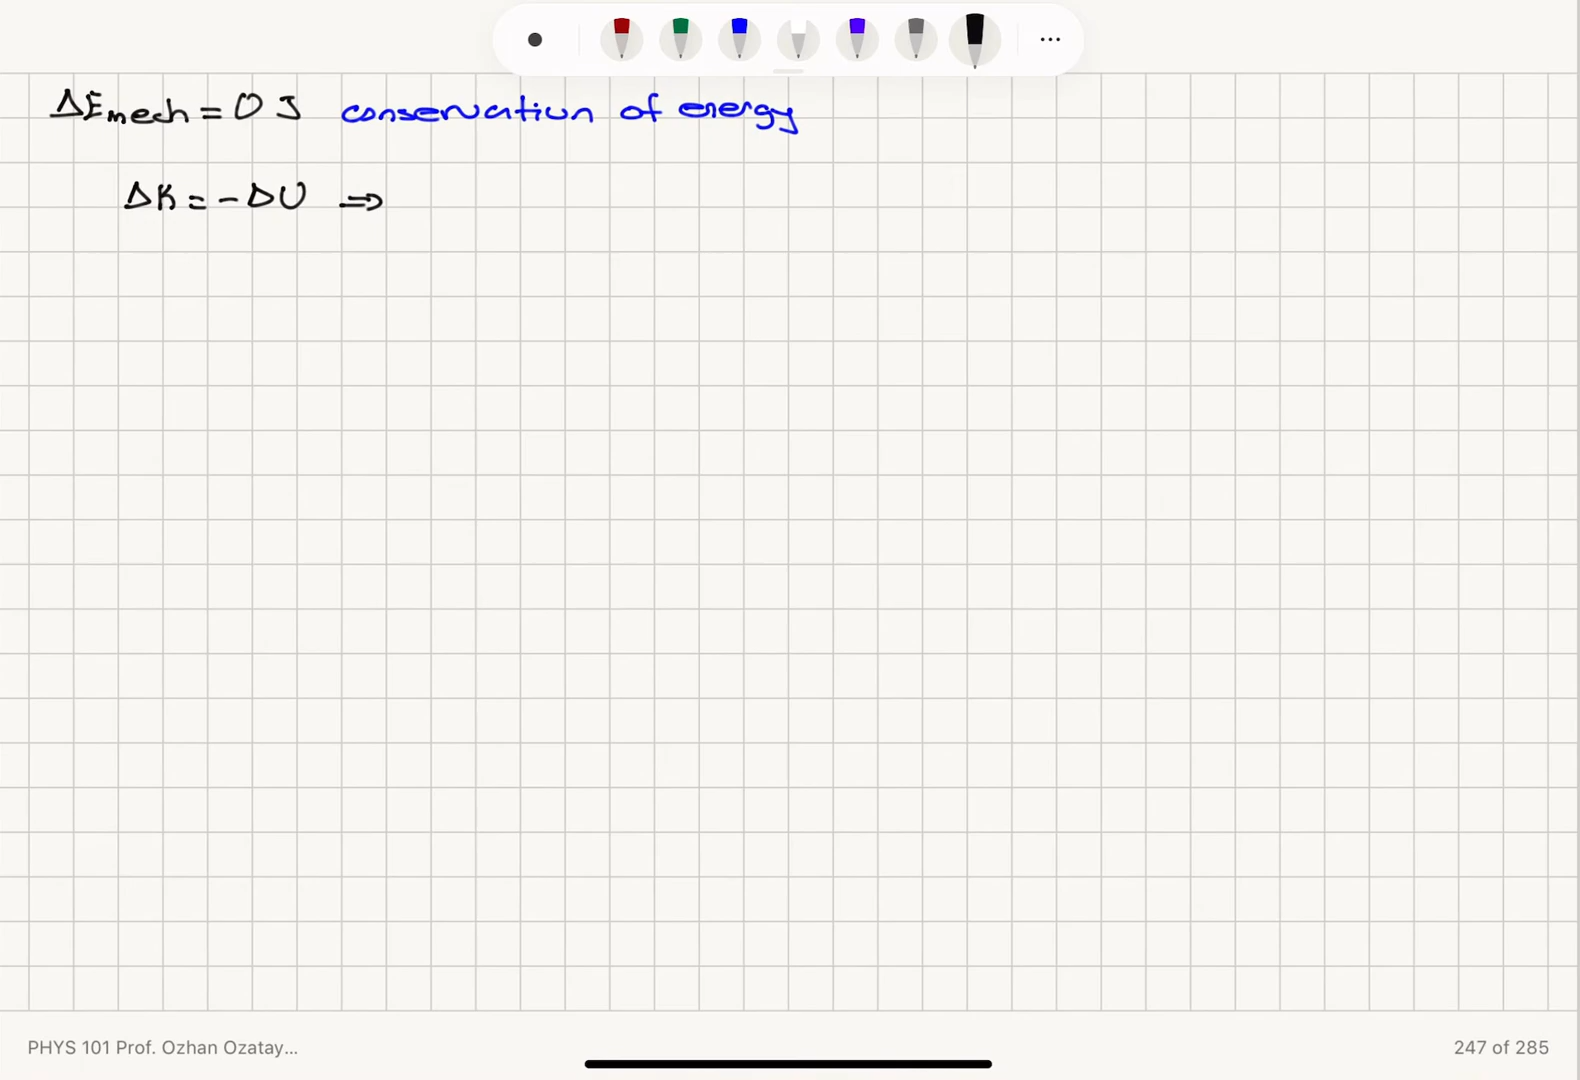 ΔEmech = 0 J conservation of energy
ΔK = -ΔU ⇒
PHYS 101 Prof. Ozhan Ozatay...
247 of 285